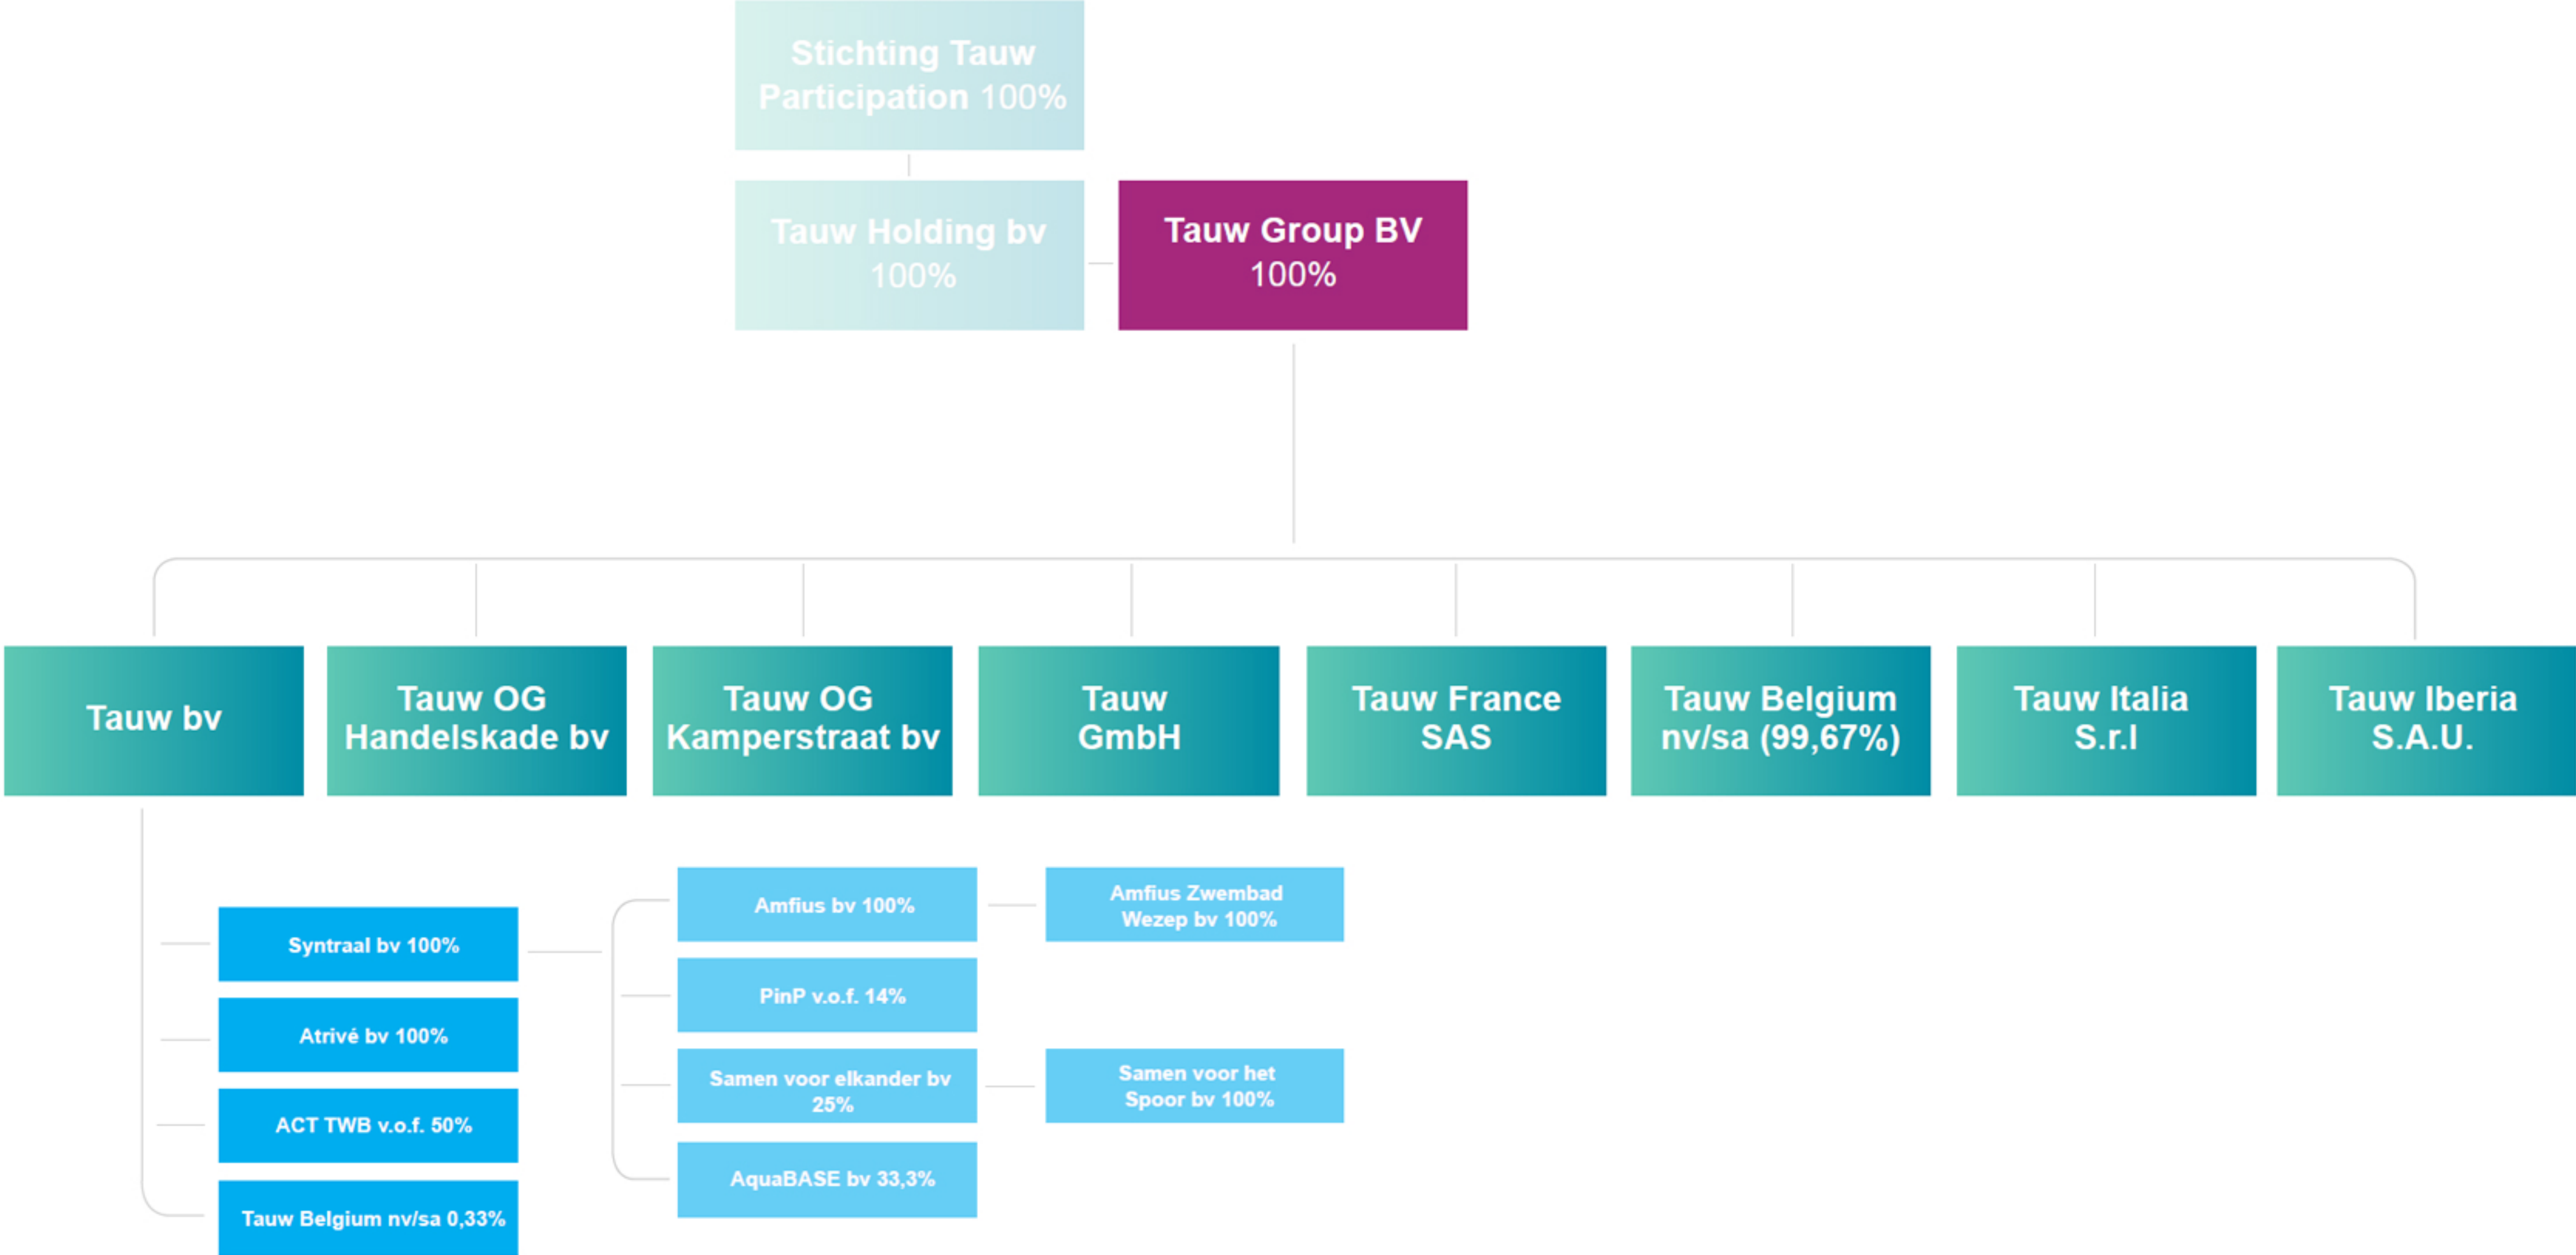 Stichting Tauw
Participation 100%
Tauw Holding bv
100%
Tauw Group BV
100%
Tauw bv
Tauw OG
Handelskade bv
Tauw OG
Kamperstraat bv
Tauw
GmbH
Tauw France
SAS
Tauw Belgium
nv/sa (99,67%)
Tauw Italia
S.r.l
Tauw Iberia
S.A.U.
Syntraal bv 100%
Atrivé bv 100%
ACT TWB v.o.f. 50%
Tauw Belgium nv/sa 0,33%
Amfius bv 100%
PinP v.o.f. 14%
Samen voor elkander bv
25%
AquaBASE bv 33,3%
Amfius Zwembad
Wezep bv 100%
Samen voor het
Spoor bv 100%